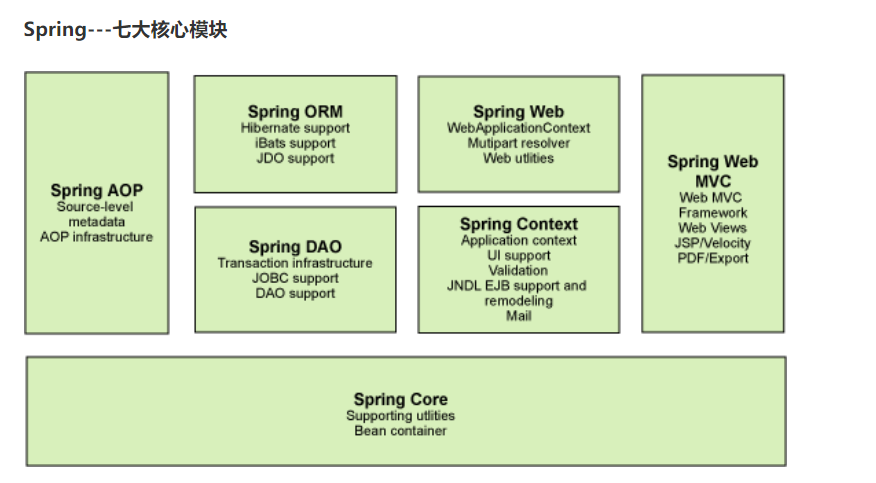 Spring---七大核心模块
Spring AOP
Source-level
metadata
AOP infrastructure
Spring ORM
Hibernate support
iBats support
JDO support
Spring DAO
Transaction infrastructure
JOBC support
DAO support
Spring Web
WebApplicationContext
Mutipart resolver
Web utlities
Spring Context
Application context
UI support
Validation
JNDL EJB support and
remodeling
Mail
Spring Web
MVC
Web MVC
Framework
Web Views
JSP/Velocity
PDF/Export
Spring Core
Supporting utlities
Bean container